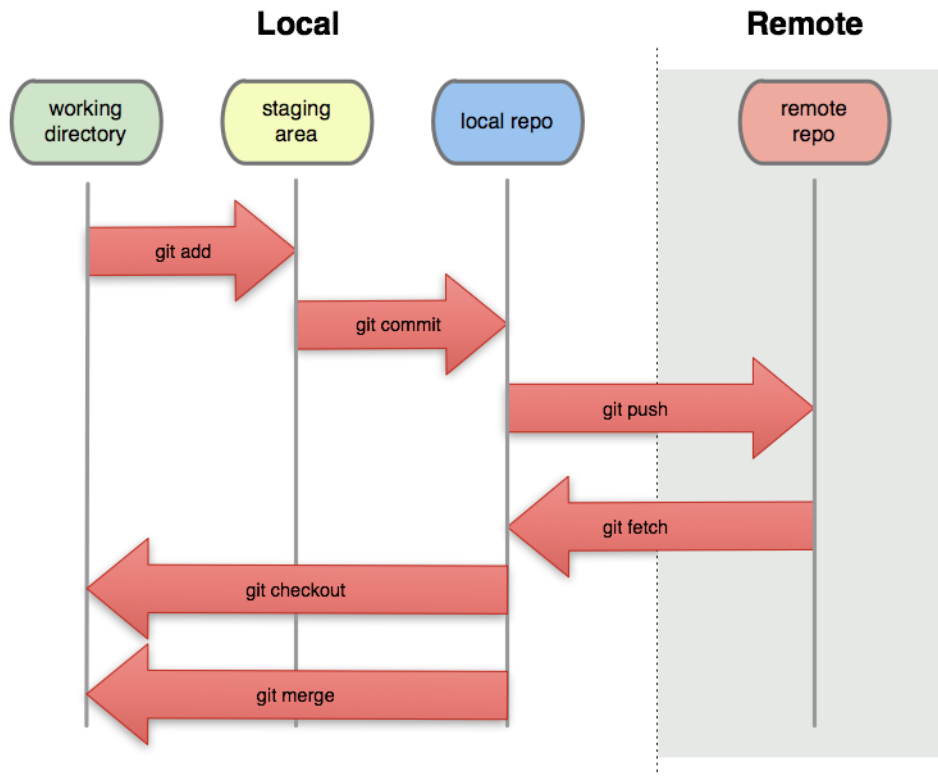 Local
Remote
working
directory
staging
area
local repo
remote
repo
git add
git commit
git push
git fetch
git checkout
git merge